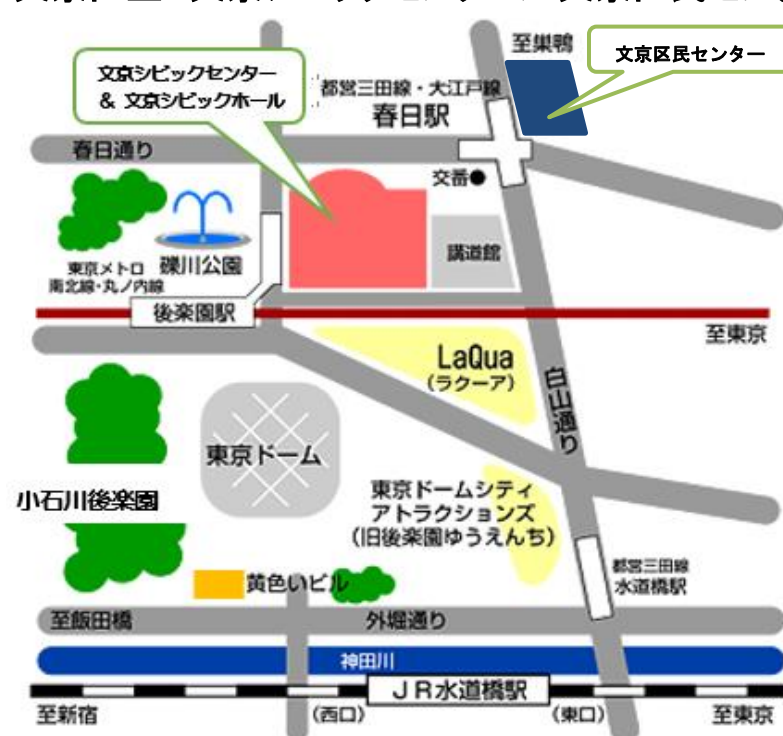 至巣鴨
文京区民センター
文京シビックセンター
& 文京シビックホール
都営三田線・大江戸線
春日駅
春日通り
交番●
講道館
東京メトロ
南北線・丸ノ内線
礫川公園
後楽園駅
至東京
LaQua
(ラクーア)
白山通り
東京ドーム
小石川後楽園
東京ドームシティ
アトラクションズ
(旧後楽園ゆうえんち)
都営三田線
水道橋駅
黄色いビル
至飯田橋
外堀通り
神田川
JR水道橋駅
至新宿
(西口)
(東口)
至東京